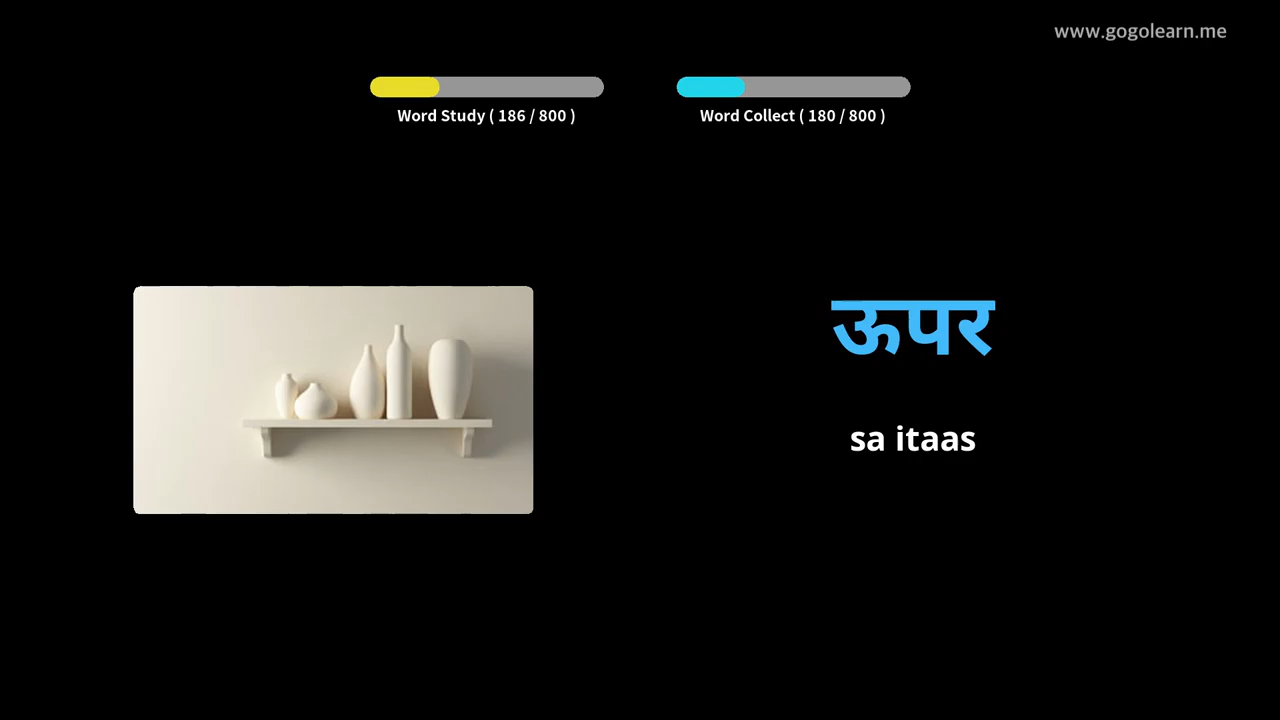 www.gogolearn.me
Word Study ( 186 / 800 )
Word Collect ( 180 / 800 )
ऊपर
sa itaas